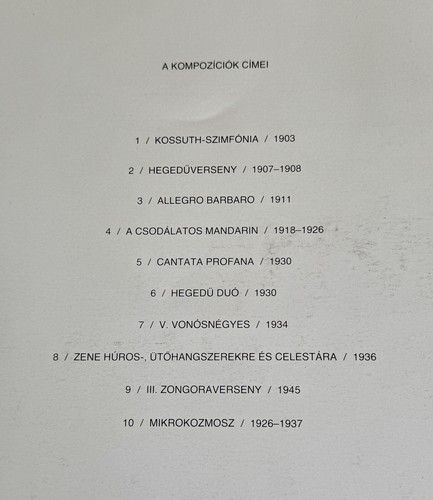 A KOMPOZÍCIÓK CÍMEI
1 / KOSSUTH-SZIMFÓNIA / 1903
2 / HEGEDŰVERSENY / 1907–1908
3 / ALLEGRO BARBARO / 1911
4 / A CSODÁLATOS MANDARIN / 1918–1926
5 / CANTATA PROFANA / 1930
6 / HEGEDŰ DUÓ / 1930
7 / V. VONÓSNÉGYES / 1934
8 / ZENE HÚROS-, ÜTŐHANGSZEREKRE ÉS CELESTÁRA / 1936
9 / III. ZONGORAVERSENY / 1945
10 / MIKROKOZMOSZ / 1926–1937